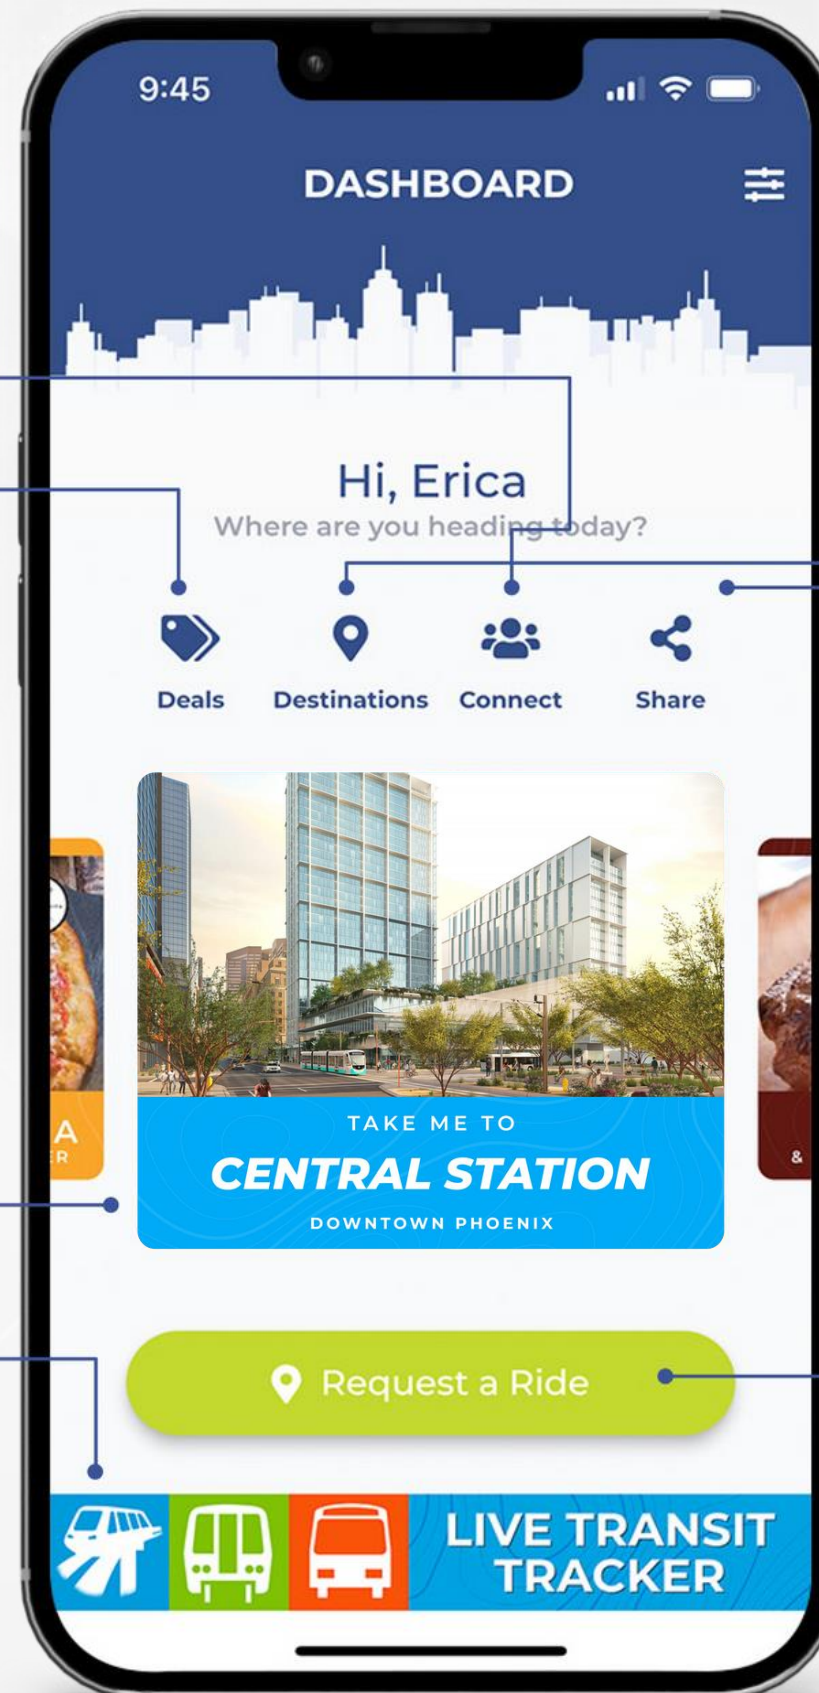 9:45
DASHBOARD
Hi, Erica
Where are you heading today?
Deals
Destinations
Connect
Share
TAKE ME TO
CENTRAL STATION
DOWNTOWN PHOENIX
A
ER
&
Request a Ride
LIVE TRANSIT
TRACKER